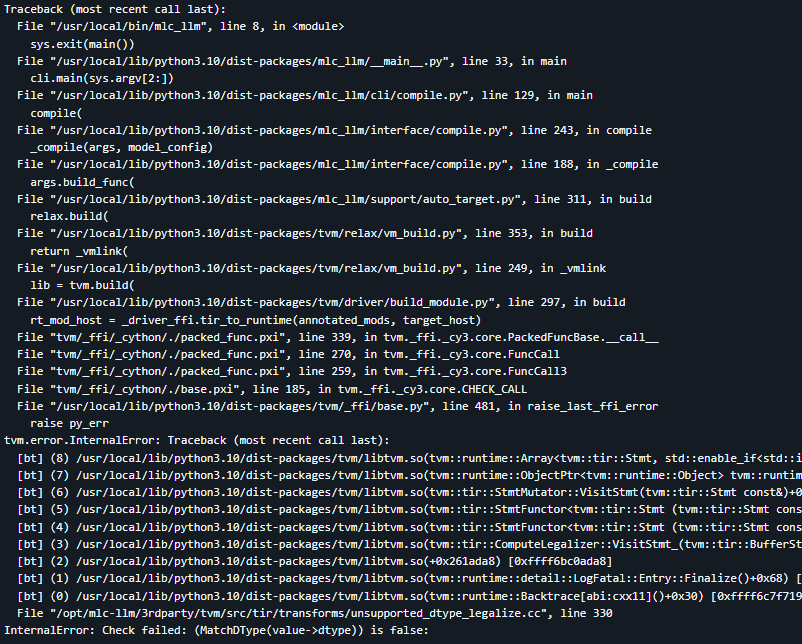 Traceback (most recent call last):
  File "/usr/local/bin/mlc_llm", line 8, in <module>
    sys.exit(main())
  File "/usr/local/lib/python3.10/dist-packages/mlc_llm/__main__.py", line 33, in main
    cli.main(sys.argv[2:])
  File "/usr/local/lib/python3.10/dist-packages/mlc_llm/cli/compile.py", line 129, in main
    compile(
  File "/usr/local/lib/python3.10/dist-packages/mlc_llm/interface/compile.py", line 243, in compile
    _compile(args, model_config)
  File "/usr/local/lib/python3.10/dist-packages/mlc_llm/interface/compile.py", line 188, in _compile
    args.build_func(
  File "/usr/local/lib/python3.10/dist-packages/mlc_llm/support/auto_target.py", line 311, in build
    relax.build(
  File "/usr/local/lib/python3.10/dist-packages/tvm/relax/vm_build.py", line 353, in build
    return _vmlink(
  File "/usr/local/lib/python3.10/dist-packages/tvm/relax/vm_build.py", line 249, in _vmlink
    lib = tvm.build(
  File "/usr/local/lib/python3.10/dist-packages/tvm/driver/build_module.py", line 297, in build
    rt_mod_host = _driver_ffi.tir_to_runtime(annotated_mods, target_host)
  File "tvm/_ffi/_cython/./packed_func.pxi", line 339, in tvm._ffi._cy3.core.PackedFuncBase.__call__
  File "tvm/_ffi/_cython/./packed_func.pxi", line 270, in tvm._ffi._cy3.core.FuncCall
  File "tvm/_ffi/_cython/./packed_func.pxi", line 259, in tvm._ffi._cy3.core.FuncCall3
  File "tvm/_ffi/_cython/./base.pxi", line 185, in tvm._ffi._cy3.core.CHECK_CALL
  File "/usr/local/lib/python3.10/dist-packages/tvm/_ffi/base.py", line 481, in raise_last_ffi_error
    raise py_err
tvm.error.InternalError: Traceback (most recent call last):
  [bt] (8) /usr/local/lib/python3.10/dist-packages/tvm/libtvm.so(tvm::runtime::Array<tvm::tir::Stmt, std::enable_if<std::i
  [bt] (7) /usr/local/lib/python3.10/dist-packages/tvm/libtvm.so(tvm::runtime::ObjectPtr<tvm::runtime::Object> tvm::runtim
  [bt] (6) /usr/local/lib/python3.10/dist-packages/tvm/libtvm.so(tvm::tir::StmtMutator::VisitStmt(tvm::tir::Stmt const&)+0
  [bt] (5) /usr/local/lib/python3.10/dist-packages/tvm/libtvm.so(tvm::tir::StmtFunctor<tvm::tir::Stmt (tvm::tir::Stmt cons
  [bt] (4) /usr/local/lib/python3.10/dist-packages/tvm/libtvm.so(tvm::tir::StmtFunctor<tvm::tir::Stmt (tvm::tir::Stmt cons
  [bt] (3) /usr/local/lib/python3.10/dist-packages/tvm/libtvm.so(tvm::tir::ComputeLegalizer::VisitStmt_(tvm::tir::BufferSt
  [bt] (2) /usr/local/lib/python3.10/dist-packages/tvm/libtvm.so(+0x261ada8) [0xffff6bc0ada8]
  [bt] (1) /usr/local/lib/python3.10/dist-packages/tvm/libtvm.so(tvm::runtime::detail::LogFatal::Entry::Finalize()+0x68) [
  [bt] (0) /usr/local/lib/python3.10/dist-packages/tvm/libtvm.so(tvm::runtime::Backtrace[abi:cxx11]()+0x30) [0xffff6c7f719
  File "/opt/mlc-llm/3rdparty/tvm/src/tir/transforms/unsupported_dtype_legalize.cc", line 330
InternalError: Check failed: (MatchDType(value->dtype)) is false: